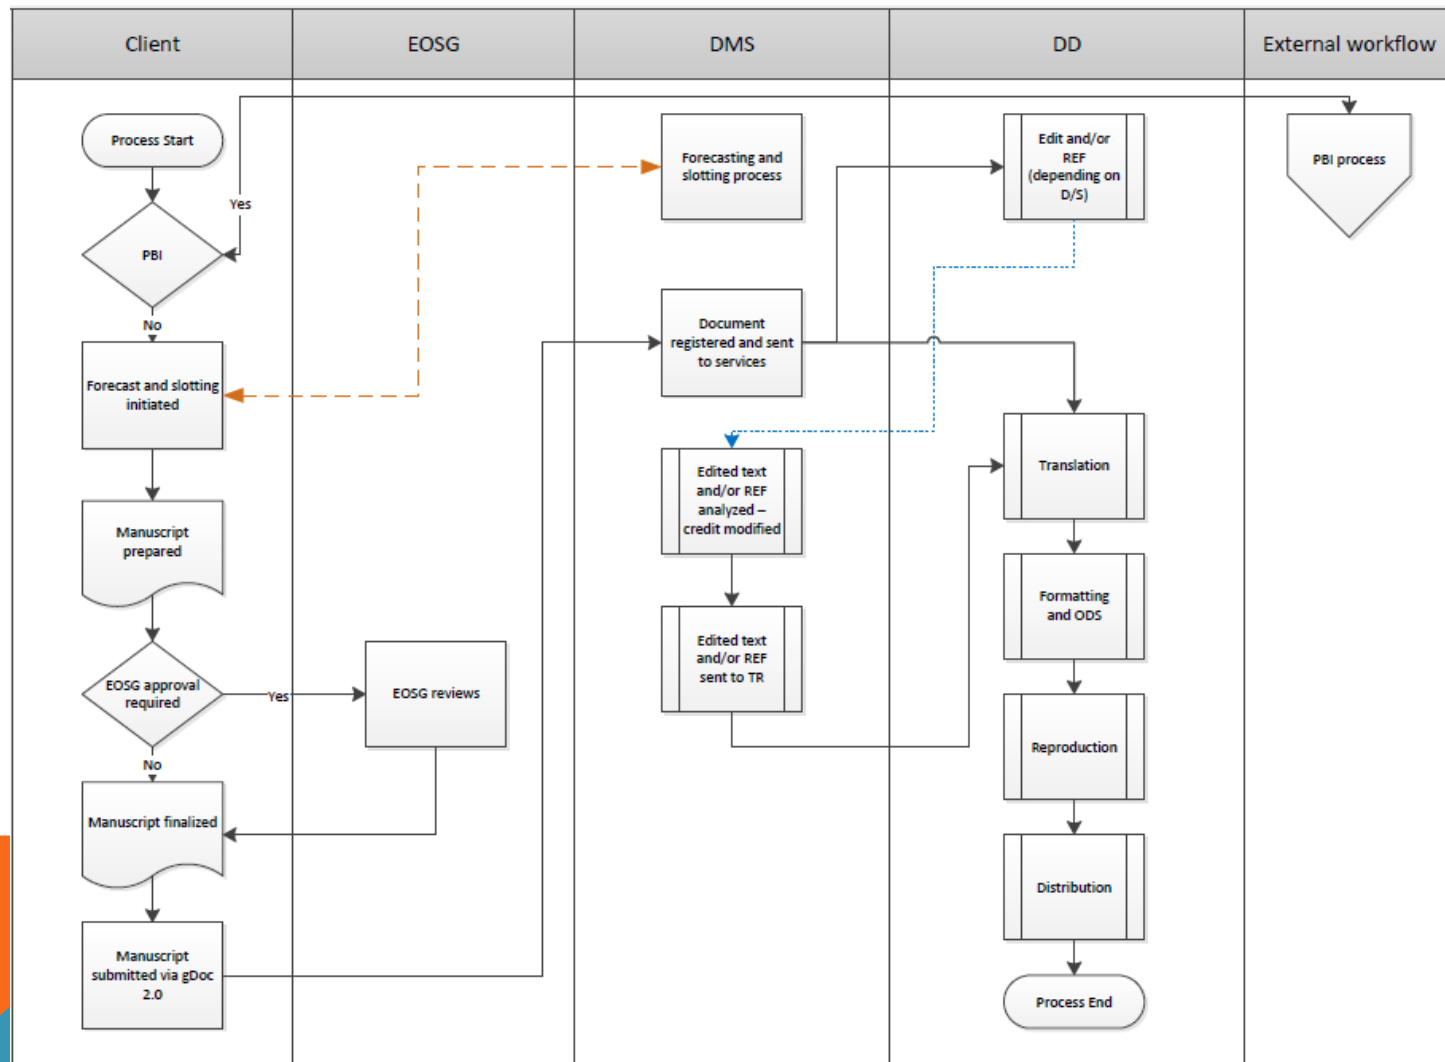 Client
EOSG
DMS
DD
External workflow
Process Start
Yes
PBI
No
Forecast and slotting
initiated
Manuscript
prepared
EOSG approval
required
Yes
No
Manuscript finalized
Manuscript
submitted via gDoc
2.0
EOSG reviews
Forecasting and
slotting process
Document
registered and sent
to services
Edited text
and/or REF
analyzed –
credit modified
Edited text
and/or REF
sent to TR
Edit and/or
REF
(depending on
D/S)
Translation
Formatting
and ODS
Reproduction
Distribution
Process End
PBI process